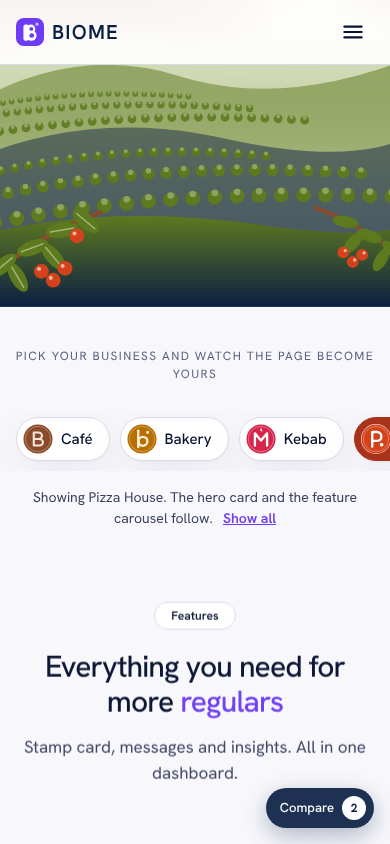 BIOME
PICK YOUR BUSINESS AND WATCH THE PAGE BECOME
YOURS
B Café
b Bakery
M Kebab
P.
Showing Pizza House. The hero card and the feature
carousel follow. Show all
Features
Everything you need for
more regulars
Stamp card, messages and insights. All in one
dashboard.
Compare 2